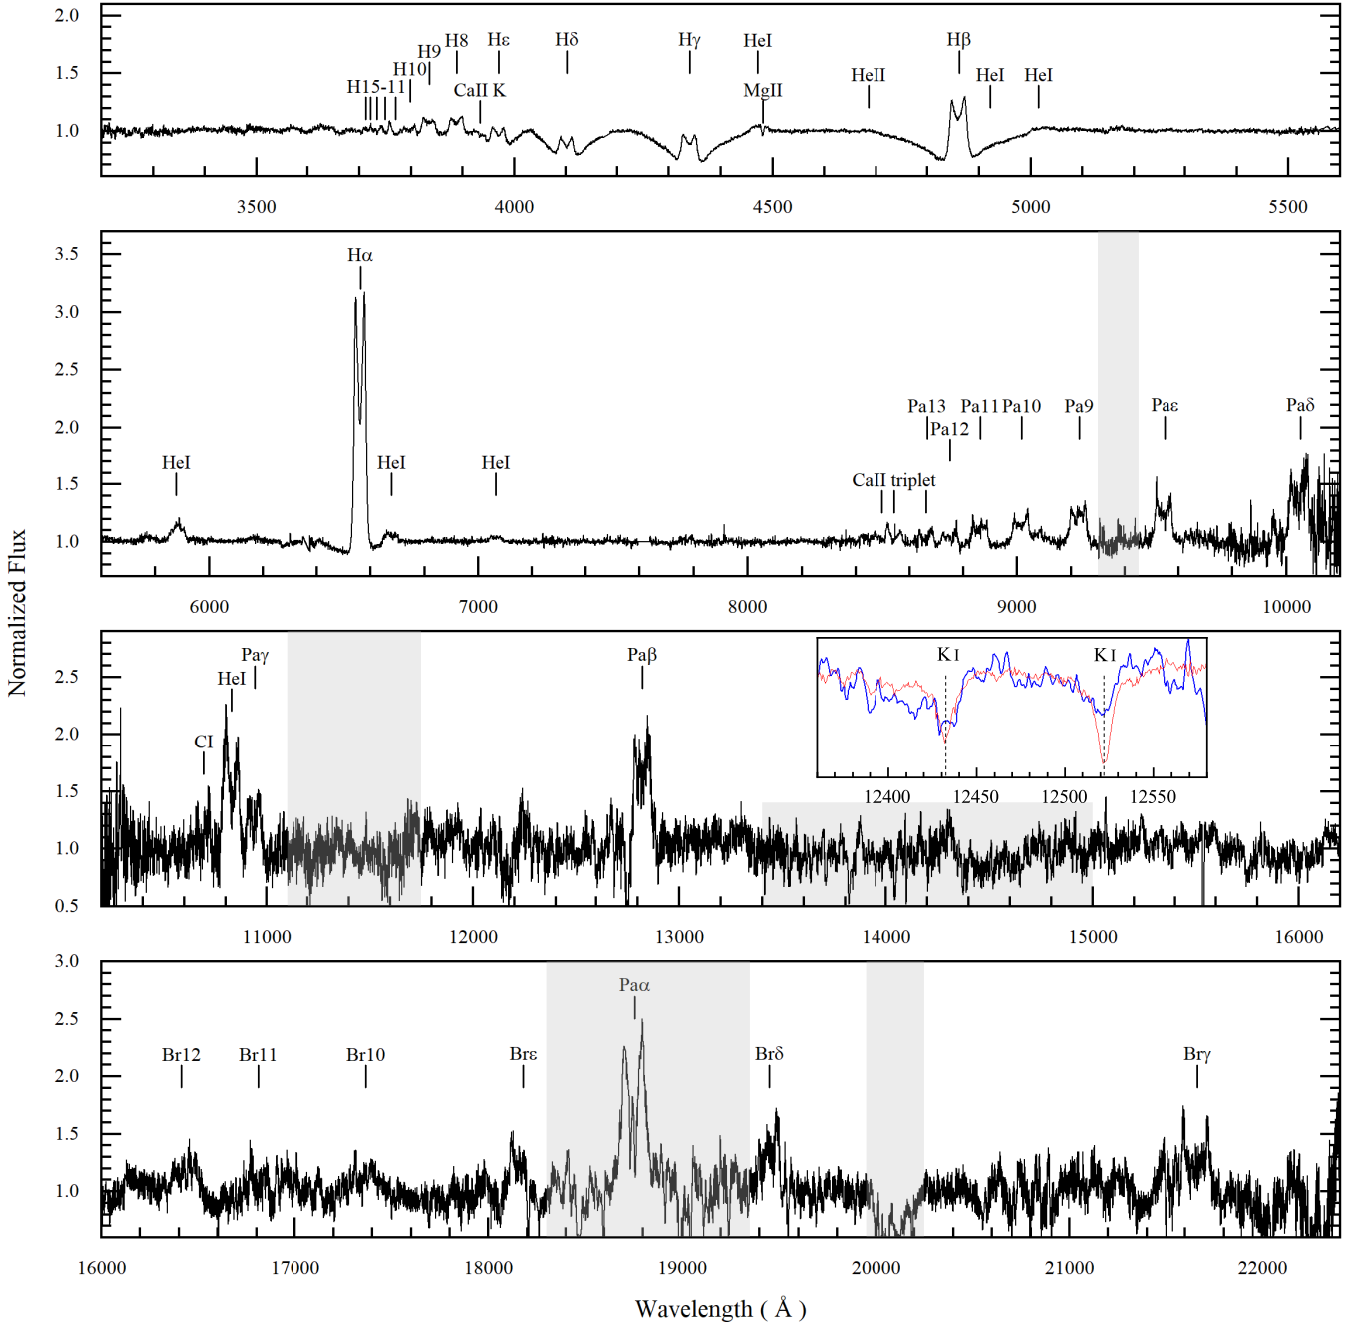 2.0
1.5
1.0
H15-11
H10
H9
H8
CaII K
Hε
Hδ
Hγ
HeI
MgII
HeII
Hβ
HeI
HeI
3500
4000
4500
5000
5500
3.5
3.0
2.5
2.0
1.5
1.0
HeI
Hα
HeI
HeI
CaII triplet
Pa13
Pa12
Pa11
Pa10
Pa9
Paε
Paδ
6000
7000
8000
9000
10000
Normalized Flux
2.5
2.0
1.5
1.0
0.5
CI
HeI
Paγ
Paβ
K I
K I
12400
12450
12500
12550
11000
12000
13000
14000
15000
16000
3.0
2.5
2.0
1.5
1.0
Br12
Br11
Br10
Brε
Paα
Brδ
Brγ
16000
17000
18000
19000
20000
21000
22000
Wavelength ( Å )